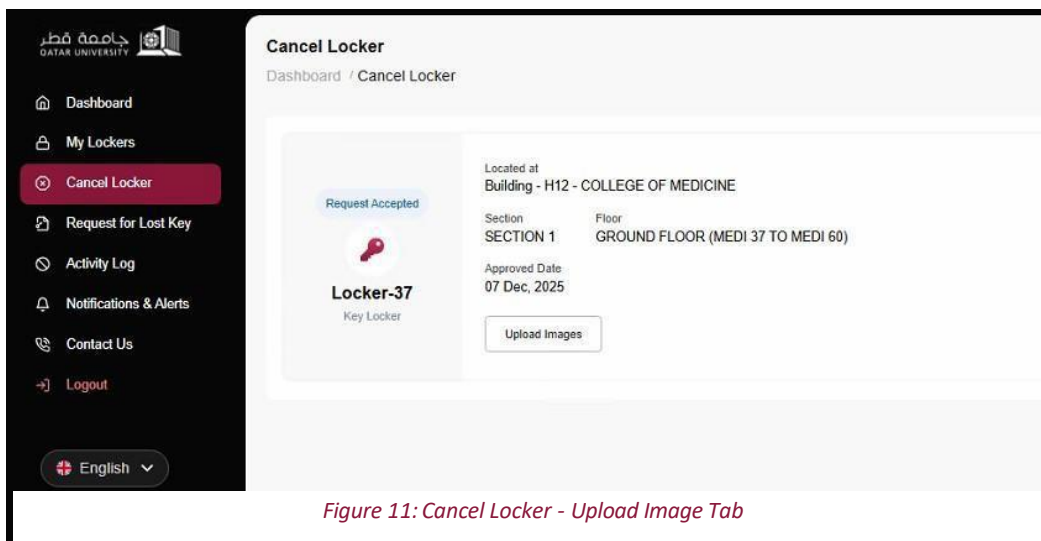 جامعة قطر
QATAR UNIVERSITY
Dashboard
My Lockers
Cancel Locker
Request for Lost Key
Activity Log
Notifications & Alerts
Contact Us
Logout
English
Cancel Locker
Dashboard / Cancel Locker
Request Accepted
Locker-37
Key Locker
Located at
Building - H12 - COLLEGE OF MEDICINE
Section Floor
SECTION 1 GROUND FLOOR (MEDI 37 TO MEDI 60)
Approved Date
07 Dec, 2025
Upload Images
Figure 11: Cancel Locker - Upload Image Tab